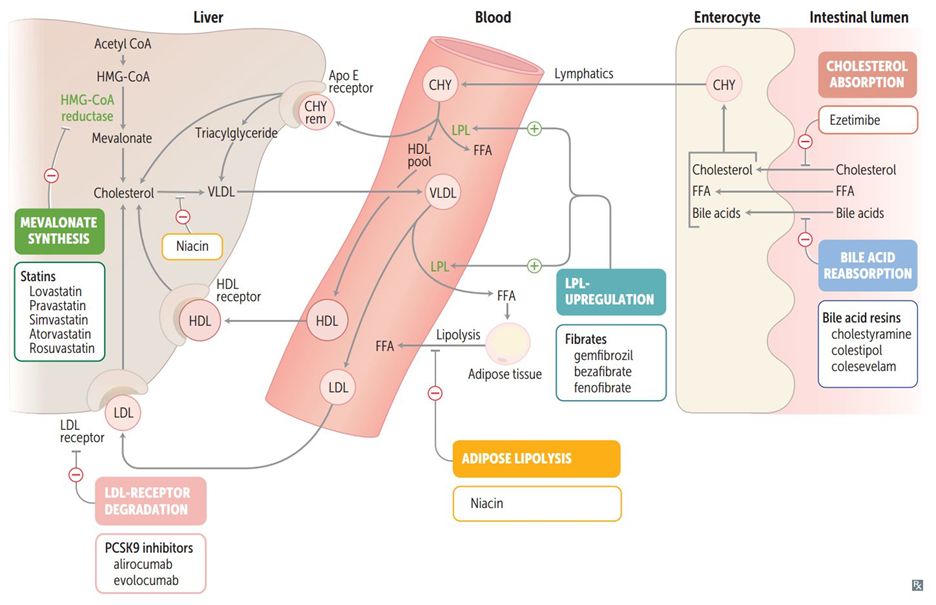 Liver
Blood
Enterocyte
Intestinal lumen
Acetyl CoA
HMG-CoA
HMG-CoA
reductase
Mevalonate
Cholesterol
Triacylglyceride
VLDL
Apo E
receptor
CHY
rem
Niacin
MEVALONATE
SYNTHESIS
Statins
Lovastatin
Pravastatin
Simvastatin
Atorvastatin
Rosuvastatin
HDL
receptor
HDL
LDL
LDL
receptor
LDL-RECEPTOR
DEGRADATION
PCSK9 inhibitors
alirocumab
evolocumab
CHY
LPL
FFA
HDL
pool
VLDL
LPL
FFA
HDL
FFA
Lipolysis
Adipose tissue
LDL
Lymphatics
LPL-
UPREGULATION
Fibrates
gemfibrozil
bezafibrate
fenofibrate
ADIPOSE LIPOLYSIS
Niacin
CHY
Cholesterol
FFA
Bile acids
CHOLESTEROL
ABSORPTION
Ezetimibe
Cholesterol
FFA
Bile acids
BILE ACID
REABSORPTION
Bile acid resins
cholestyramine
colestipol
colesevelam
Rx